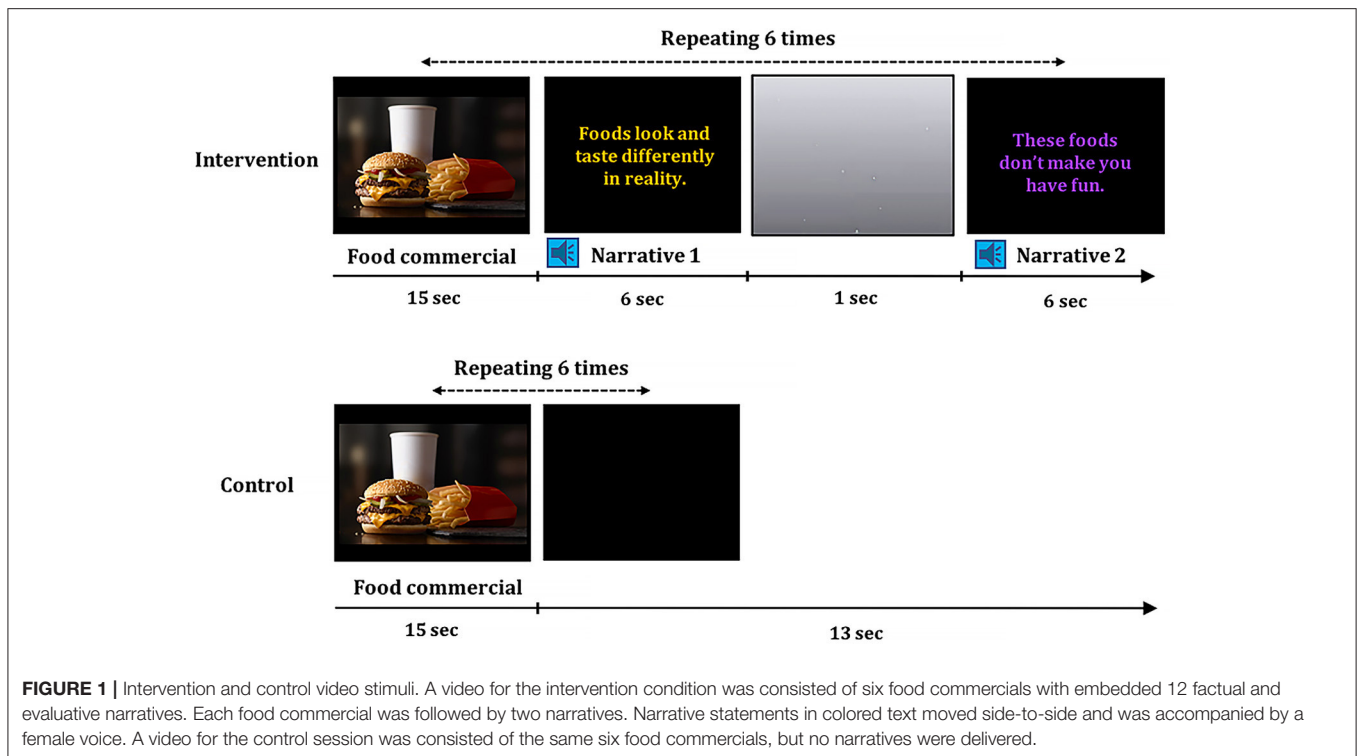 Repeating 6 times
Intervention
Foods look and
taste differently
in reality.
These foods
don't make you
have fun.
Food commercial
Narrative 1
Narrative 2
15 sec
6 sec
1 sec
6 sec
Repeating 6 times
Control
Food commercial
15 sec
13 sec
FIGURE 1 | Intervention and control video stimuli. A video for the intervention condition was consisted of six food commercials with embedded 12 factual and
evaluative narratives. Each food commercial was followed by two narratives. Narrative statements in colored text moved side-to-side and was accompanied by a
female voice. A video for the control session was consisted of the same six food commercials, but no narratives were delivered.